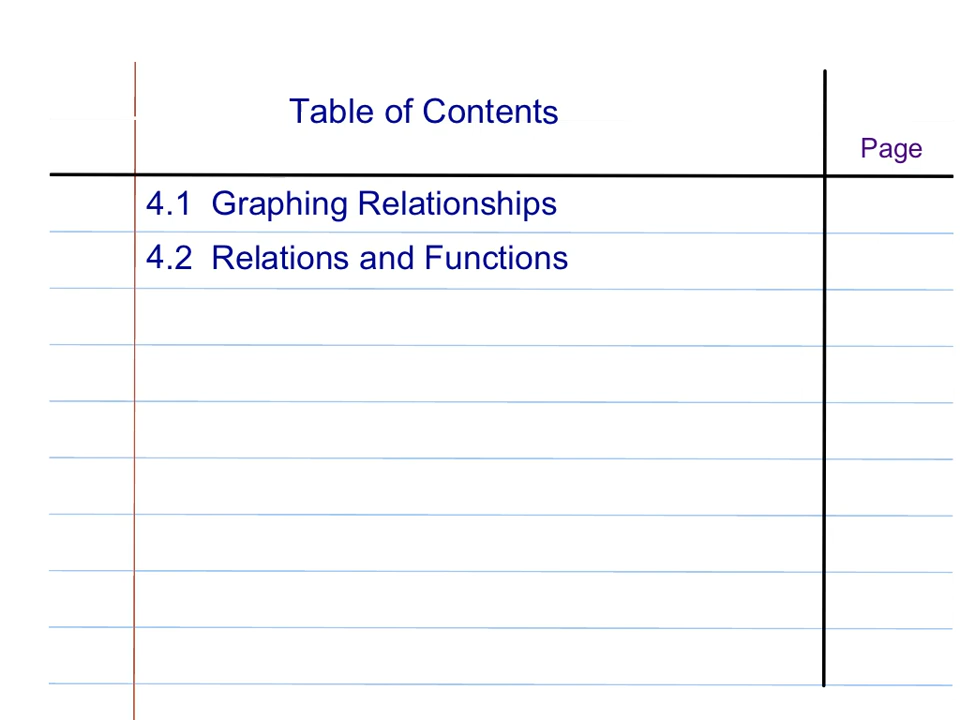 Table of Contents
Page
4.1 Graphing Relationships
4.2 Relations and Functions